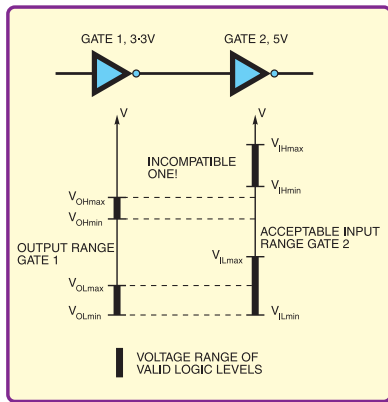 GATE 1, 3·3V
GATE 2, 5V
V
V
INCOMPATIBLE
ONE!
VIHmax
VIHmin
VOHmax
VOHmin
OUTPUT RANGE
GATE 1
ACCEPTABLE INPUT
RANGE GATE 2
VILmax
VOLmax
VOLmin
VILmin
VOLTAGE RANGE OF
VALID LOGIC LEVELS